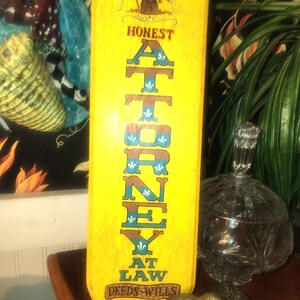 HONEST
ATTORNEY
AT
LAW
DEEDS-WILLS